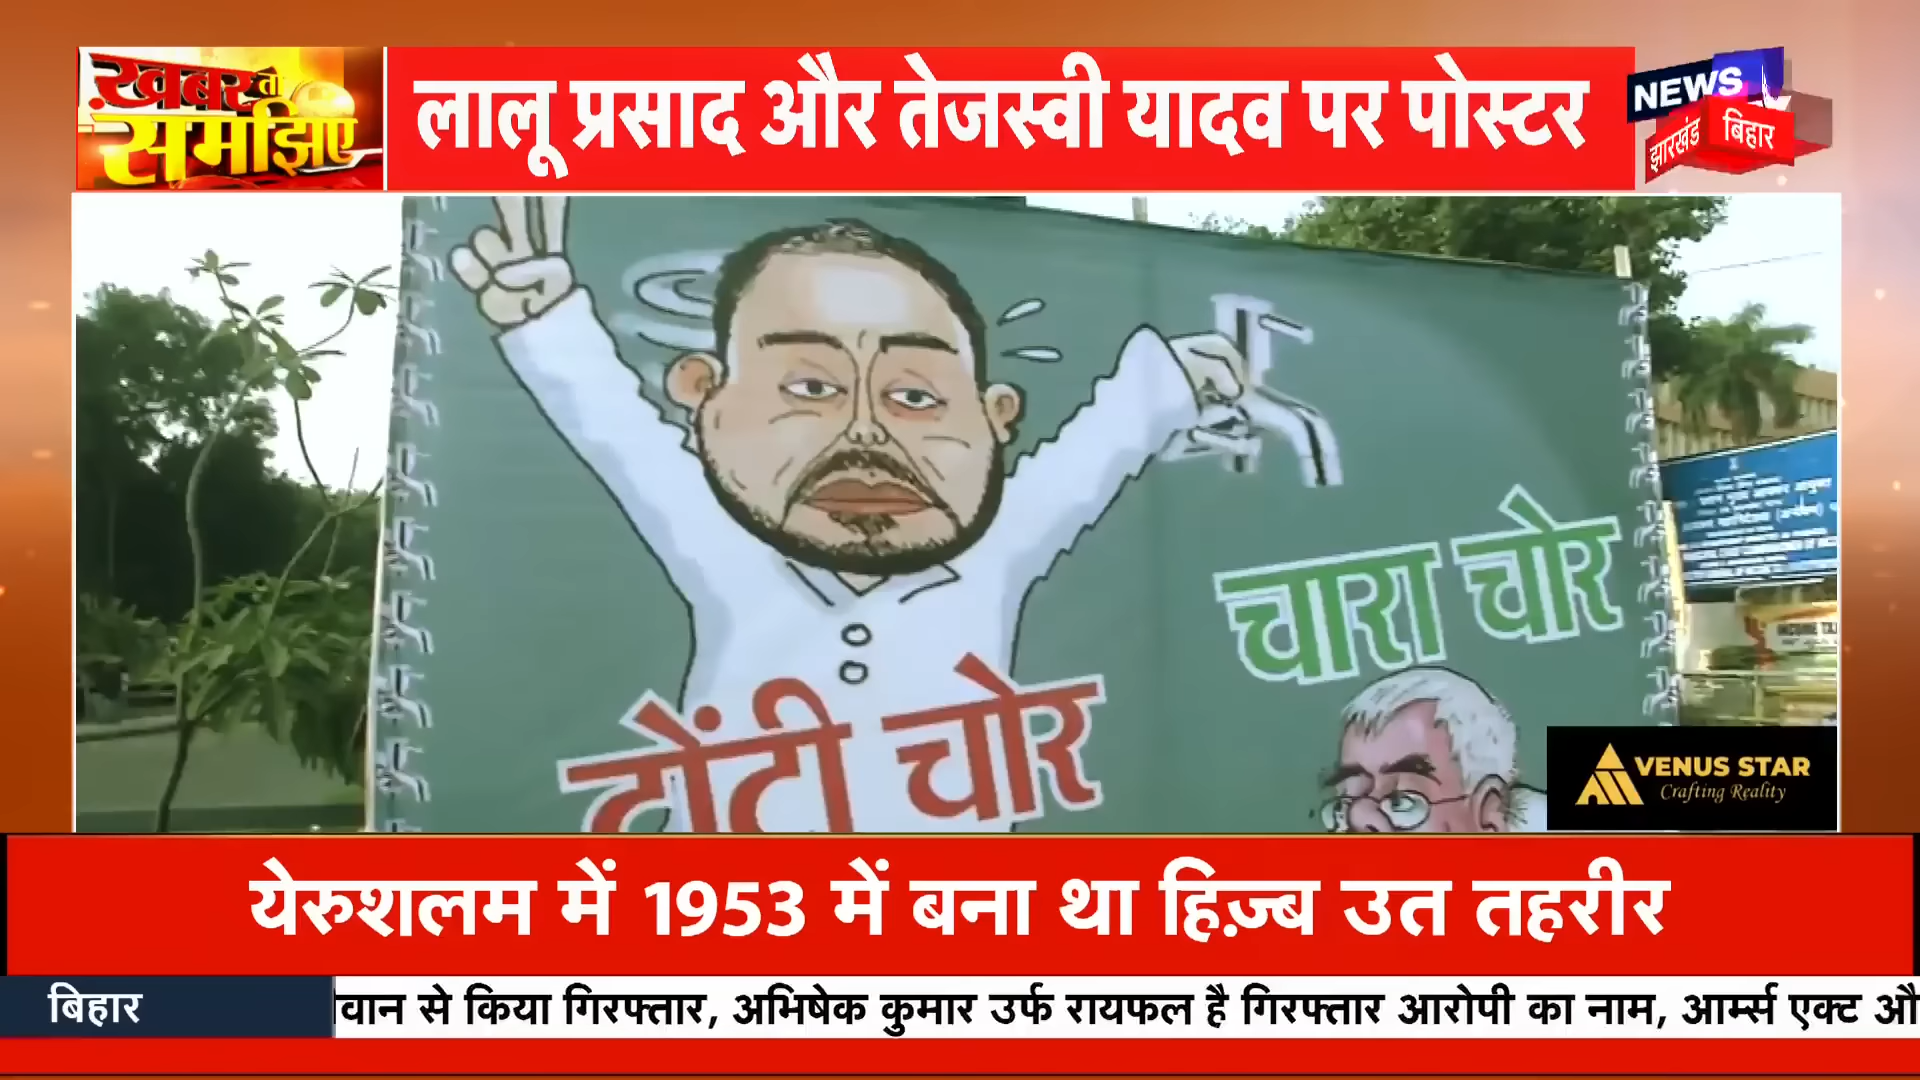 ख़बर तो
समझिए
लालू प्रसाद और तेजस्वी यादव पर पोस्टर
NEWS
झारखंड बिहार
चारा चोर
टोंटी चोर
VENUS STAR
Crafting Reality
येरुशलम में 1953 में बना था हिज़्ब उत तहरीर
बिहार
वान से किया गिरफ्तार, अभिषेक कुमार उर्फ रायफल है गिरफ्तार आरोपी का नाम, आर्म्स एक्ट औ